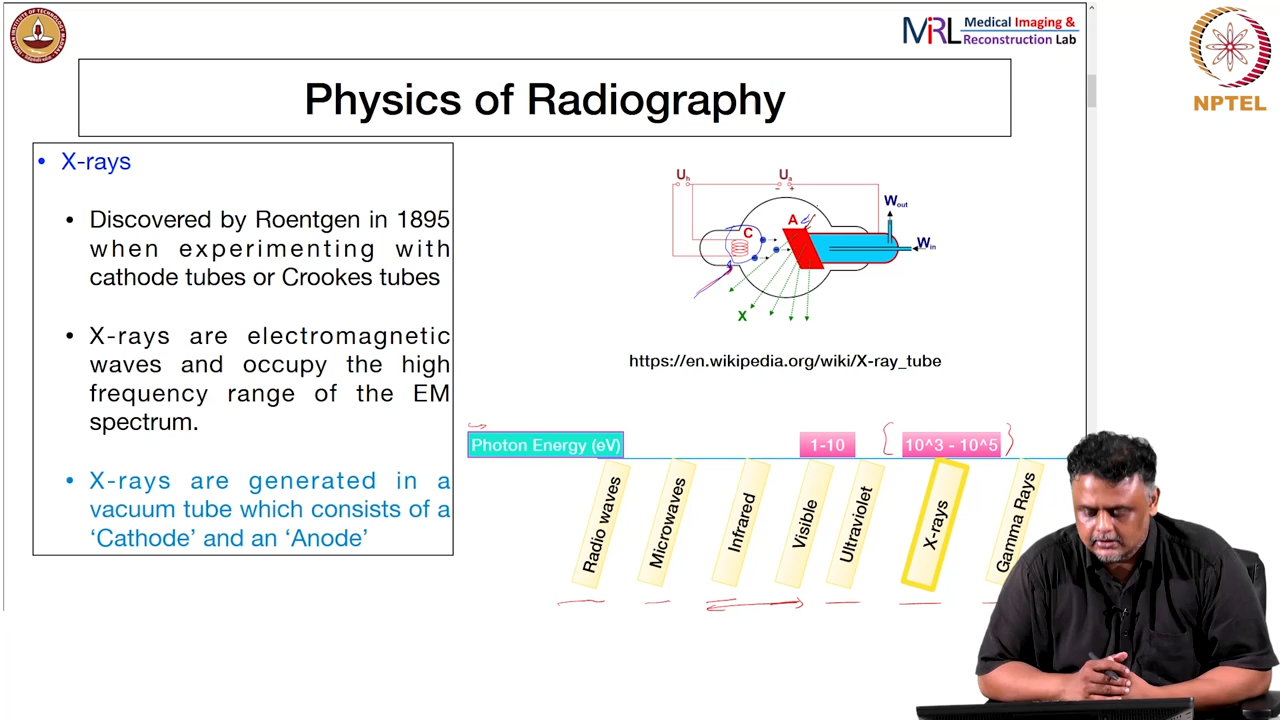 MIRL Medical Imaging &
Reconstruction Lab
NPTEL
Physics of Radiography
• X-rays
• Discovered by Roentgen in 1895
when experimenting with
cathode tubes or Crookes tubes
• X-rays are electromagnetic
waves and occupy the high
frequency range of the EM
spectrum.
• X-rays are generated in a
vacuum tube which consists of a
‘Cathode’ and an ‘Anode’
Uh
Ua
- +
Wout
A
C
Win
X
https://en.wikipedia.org/wiki/X-ray_tube
Photon Energy (eV)
1-10
10^3 - 10^5
Radio waves
Microwaves
Infrared
Visible
Ultraviolet
X-rays
Gamma Rays